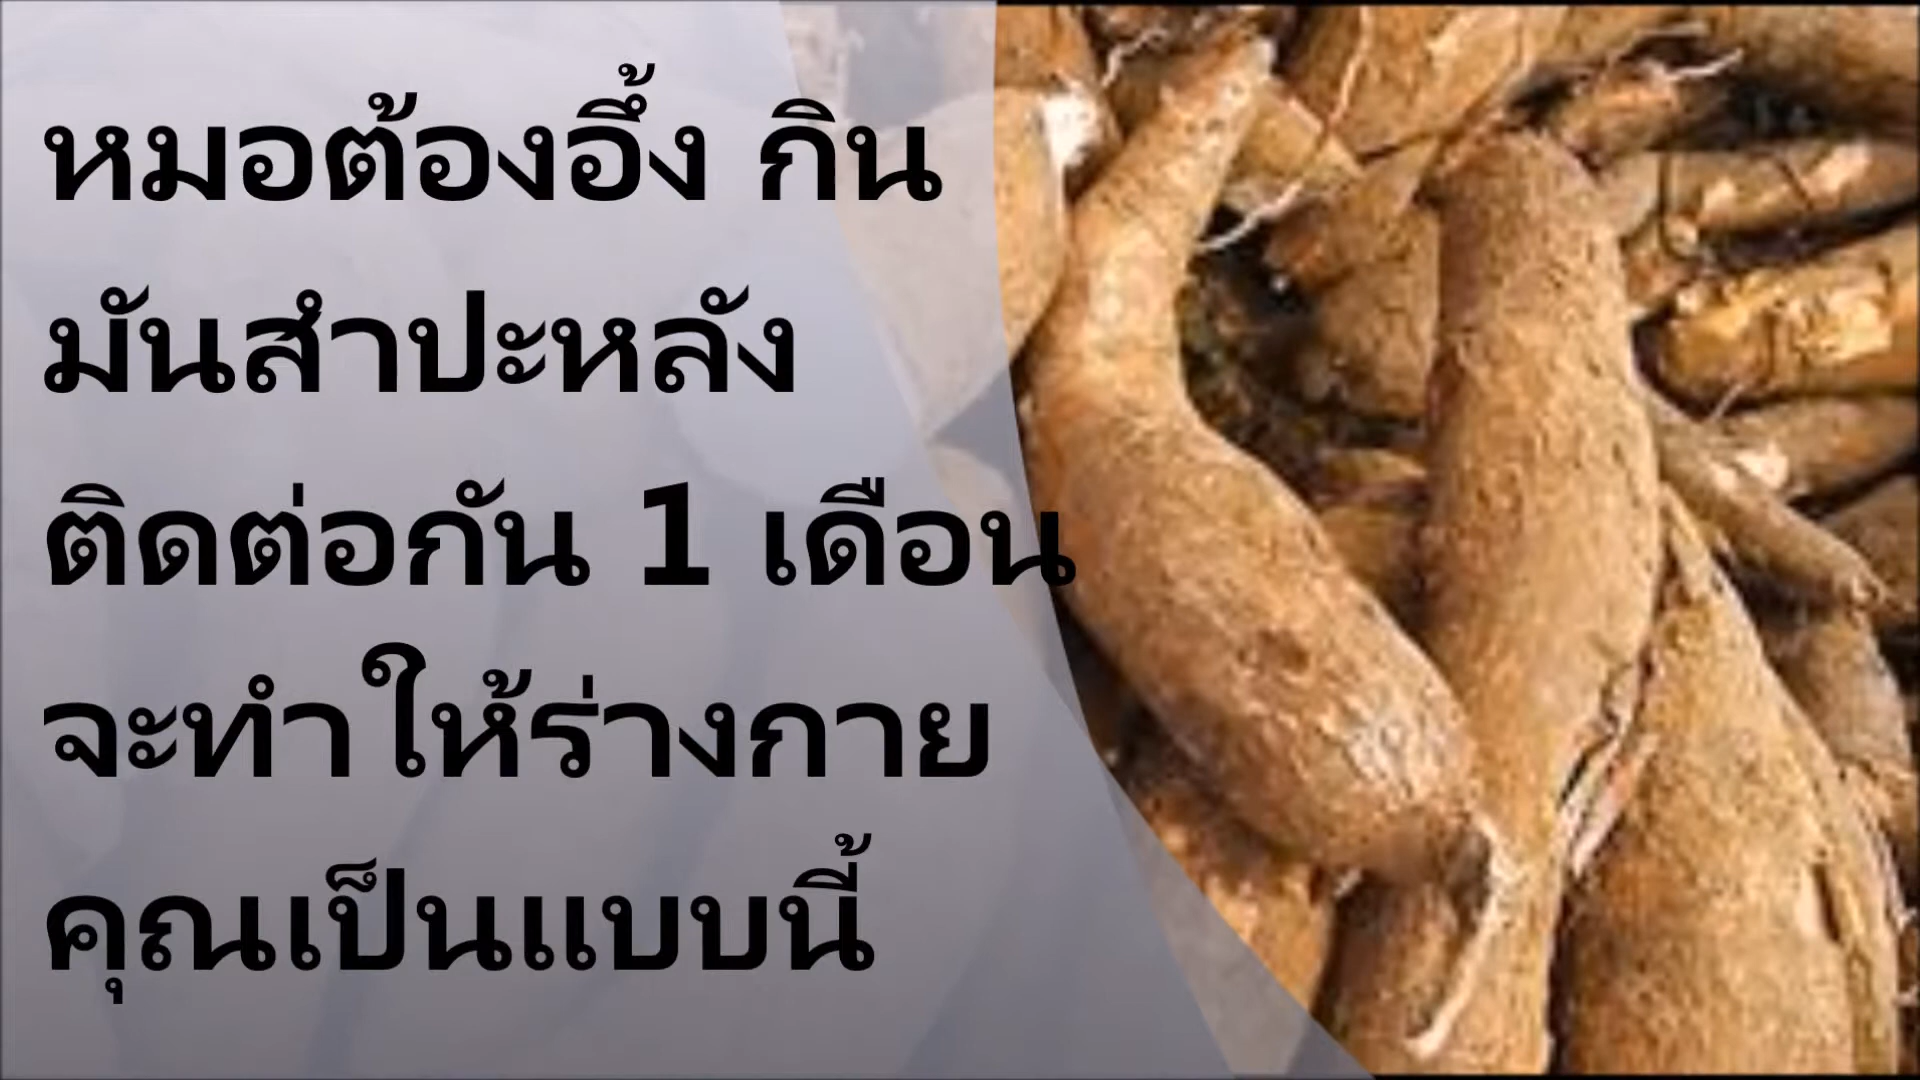 หมอต้องอึ้ง กิน
มันสำปะหลัง
ติดต่อกัน 1 เดือน
จะทำให้ร่างกาย
คุณเป็นแบบนี้